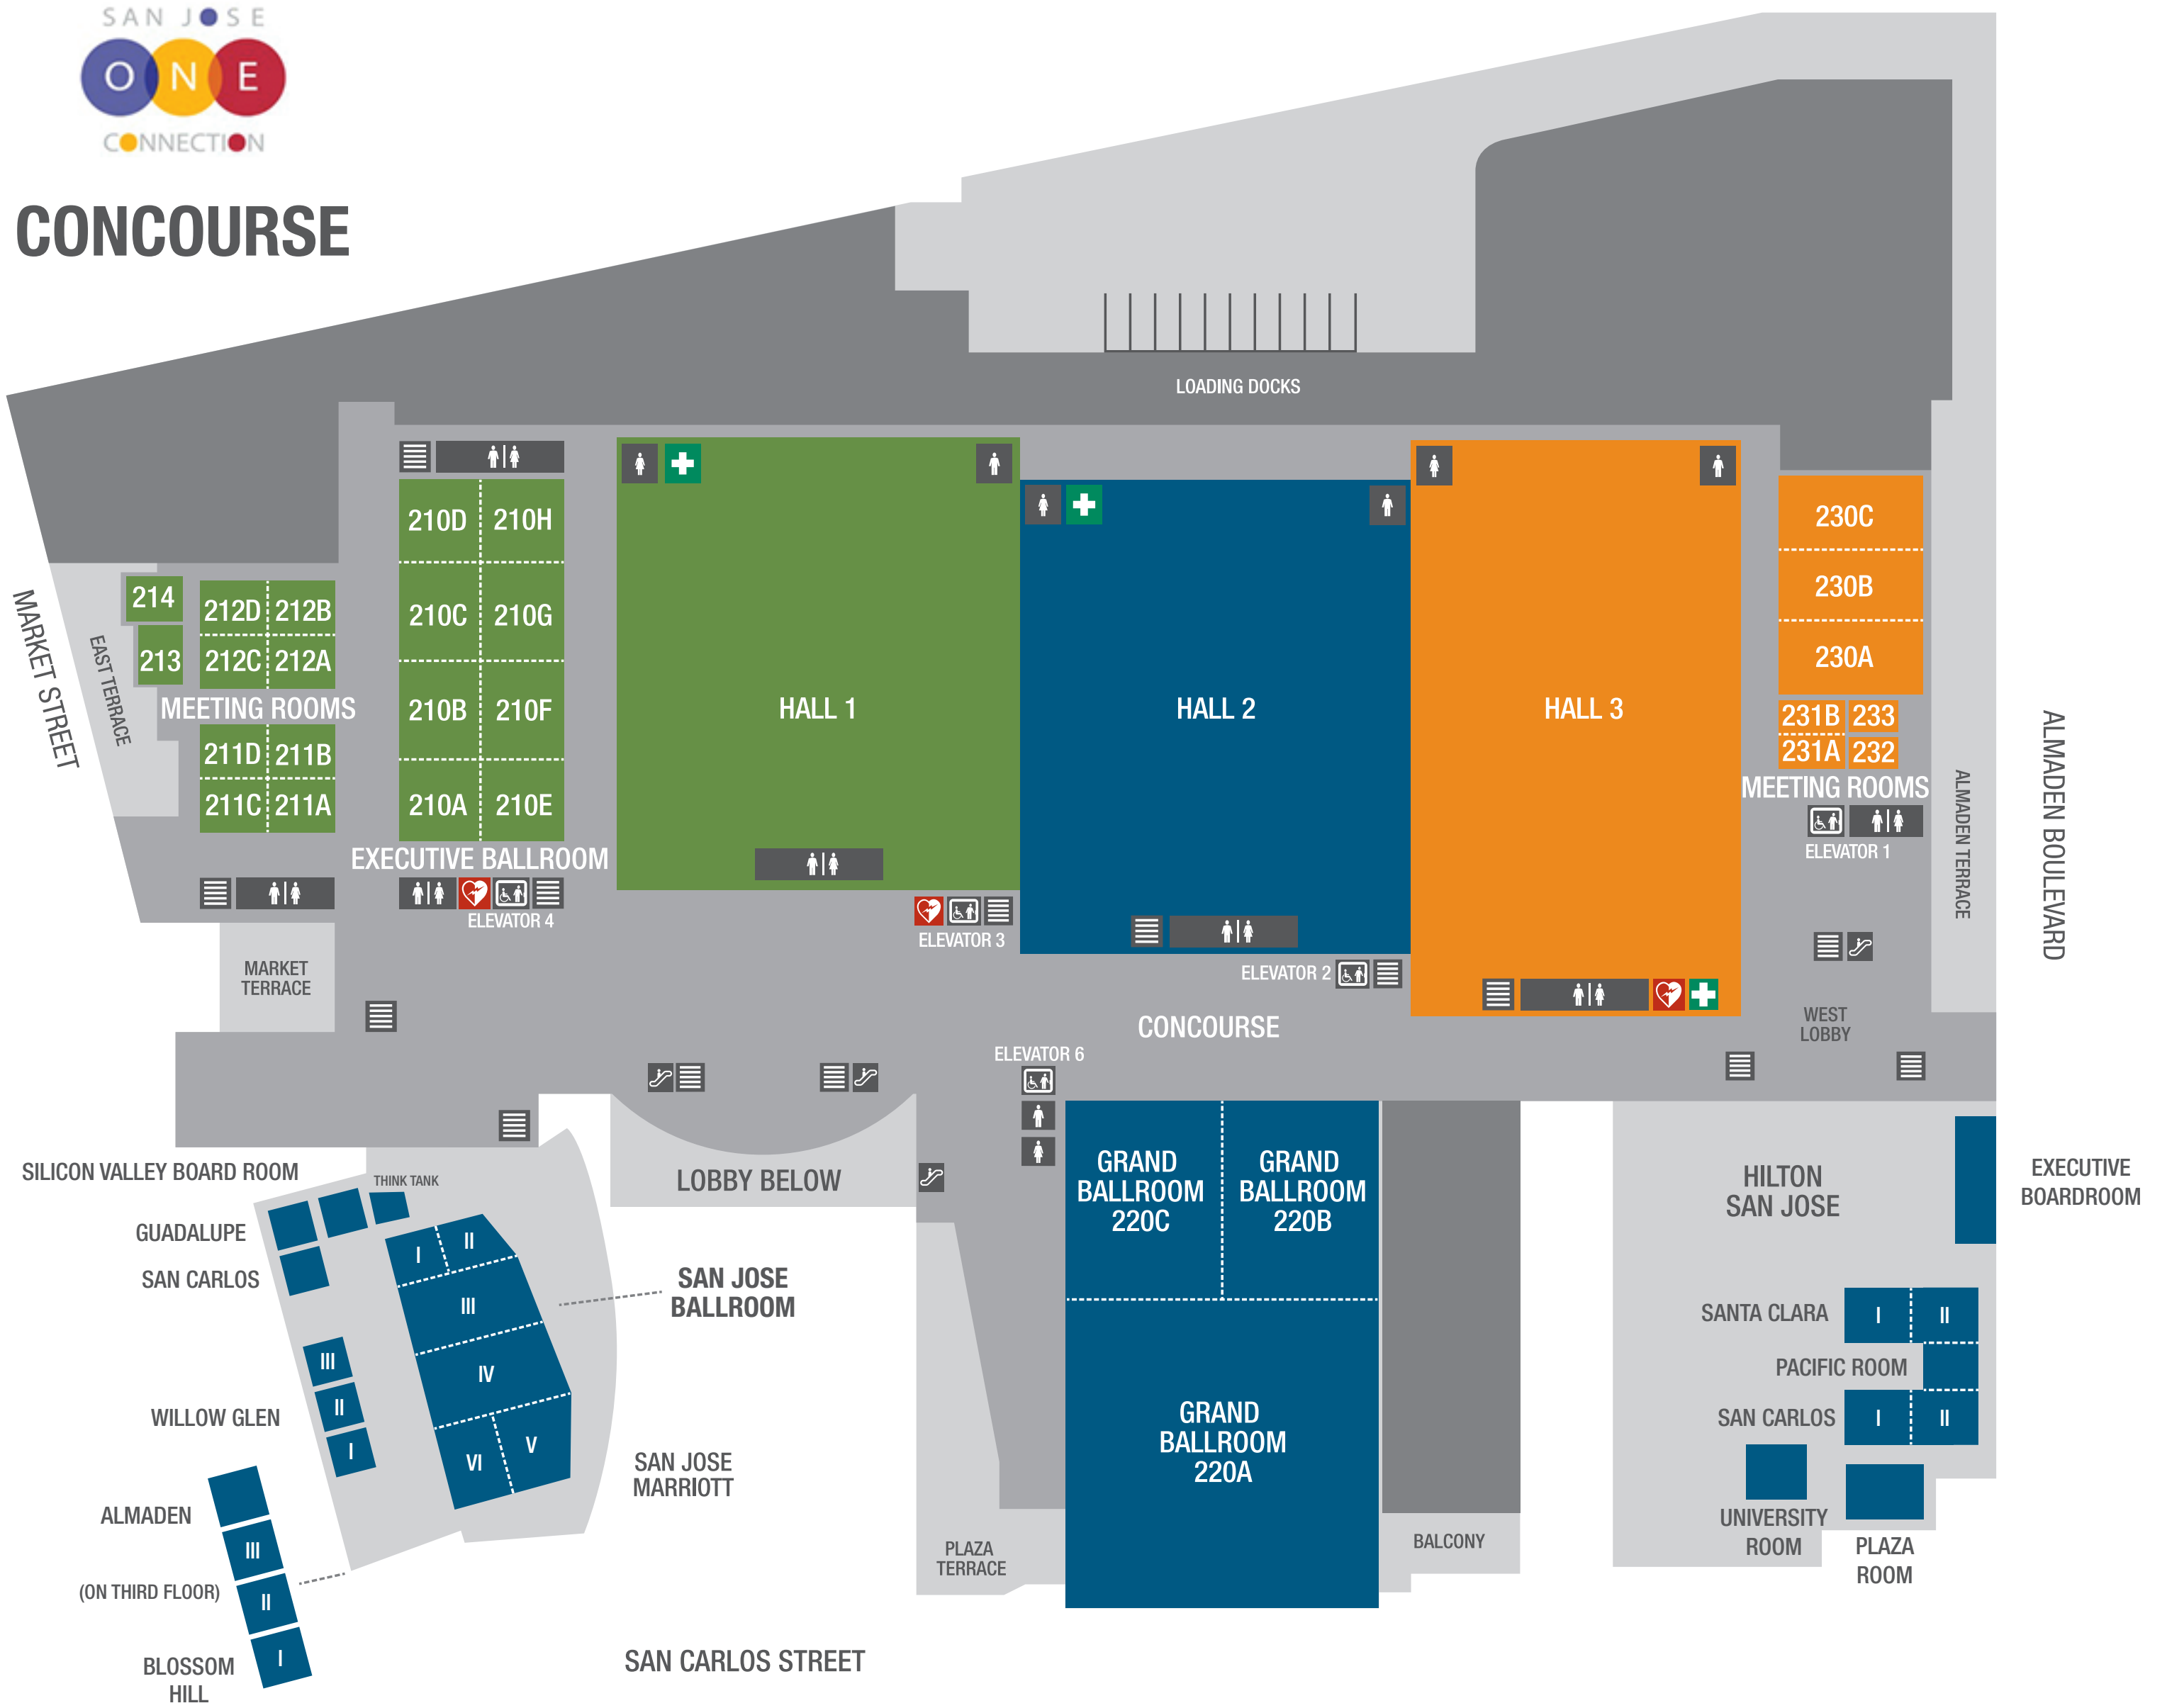 SAN JOSE
ONE
CONNECTION
CONCOURSE
LOADING DOCKS
MARKET STREET
EAST TERRACE
214
213
212D 212B
212C 212A
MEETING ROOMS
211D 211B
211C 211A
210D 210H
210C 210G
210B 210F
210A 210E
EXECUTIVE BALLROOM
ELEVATOR 4
HALL 1
HALL 2
HALL 3
230C
230B
230A
231B 233
231A 232
MEETING ROOMS
ELEVATOR 1
ALMADEN TERRACE
ALMADEN BOULEVARD
ELEVATOR 3
ELEVATOR 2
MARKET
TERRACE
CONCOURSE
WEST
LOBBY
ELEVATOR 6
LOBBY BELOW
SILICON VALLEY BOARD ROOM
THINK TANK
GUADALUPE
SAN CARLOS
I
II
III
IV
VI
V
SAN JOSE
BALLROOM
III
II
I
WILLOW GLEN
SAN JOSE
MARRIOTT
ALMADEN
III
(ON THIRD FLOOR)
II
I
BLOSSOM
HILL
SAN CARLOS STREET
GRAND
BALLROOM
220C
GRAND
BALLROOM
220B
GRAND
BALLROOM
220A
PLAZA
TERRACE
BALCONY
HILTON
SAN JOSE
EXECUTIVE
BOARDROOM
SANTA CLARA
I
II
PACIFIC ROOM
SAN CARLOS
I
II
UNIVERSITY
ROOM
PLAZA
ROOM